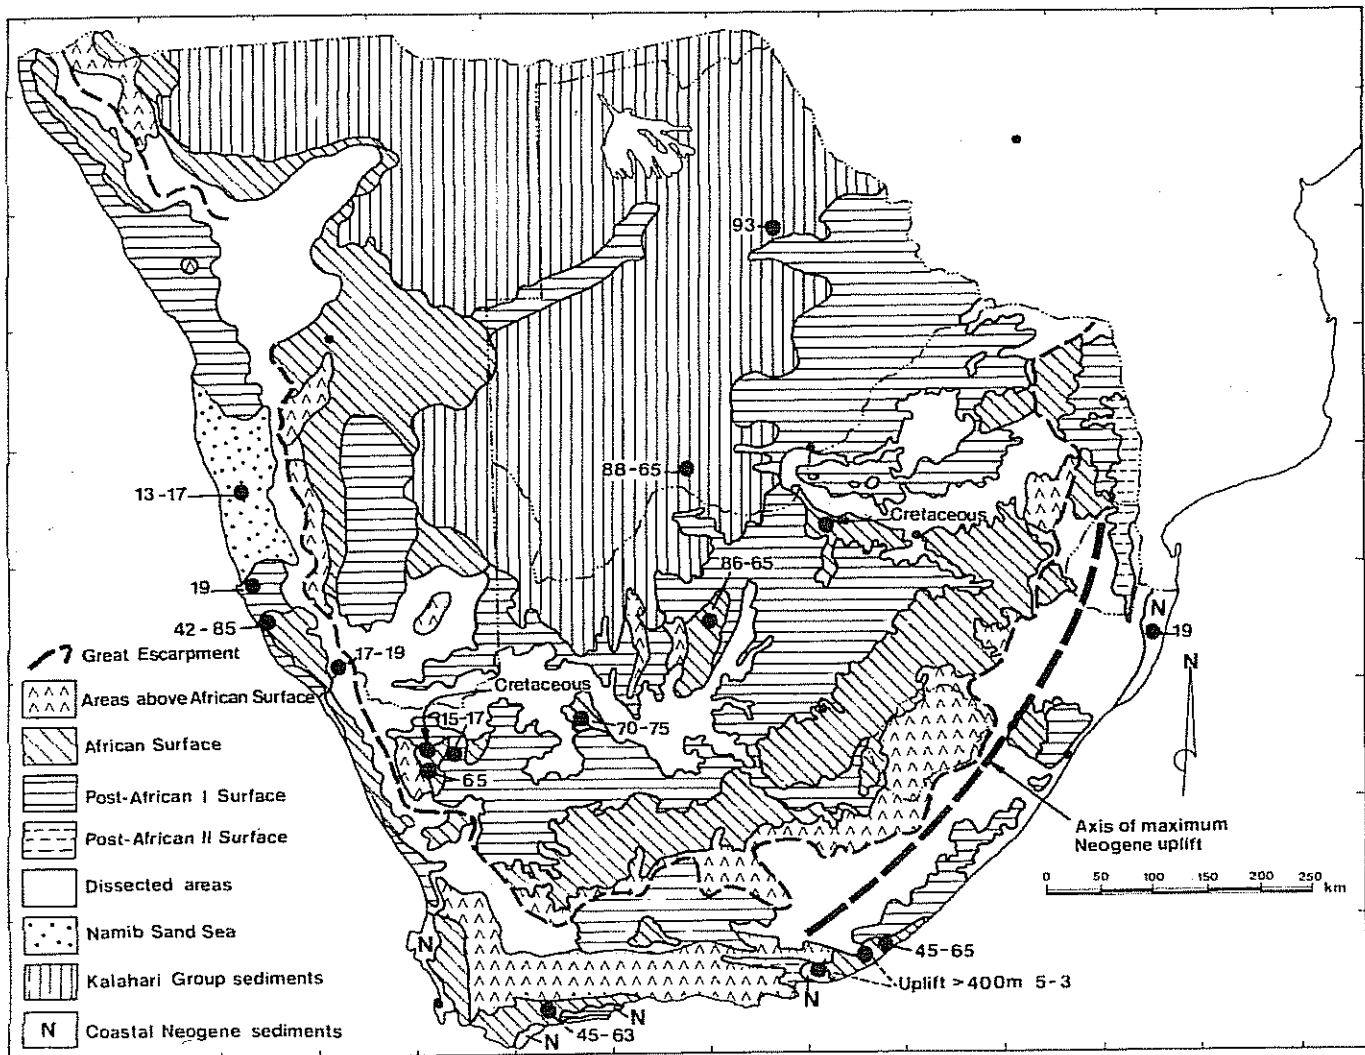 93
88-65
13-17
Cretaceous
86-65
19
42-85
N
19
17-19
N
Great Escarpment
Cretaceous
Areas above African Surface
15-17
70-75
African Surface
65
Post-African I Surface
Axis of maximum
Neogene uplift
Post-African II Surface
0 50 100 150 200 250 km
Dissected areas
Namib Sand Sea
N
45-65
Kalahari Group sediments
Uplift >400m 5-3
N
N
Coastal Neogene sediments
N
N
45-63